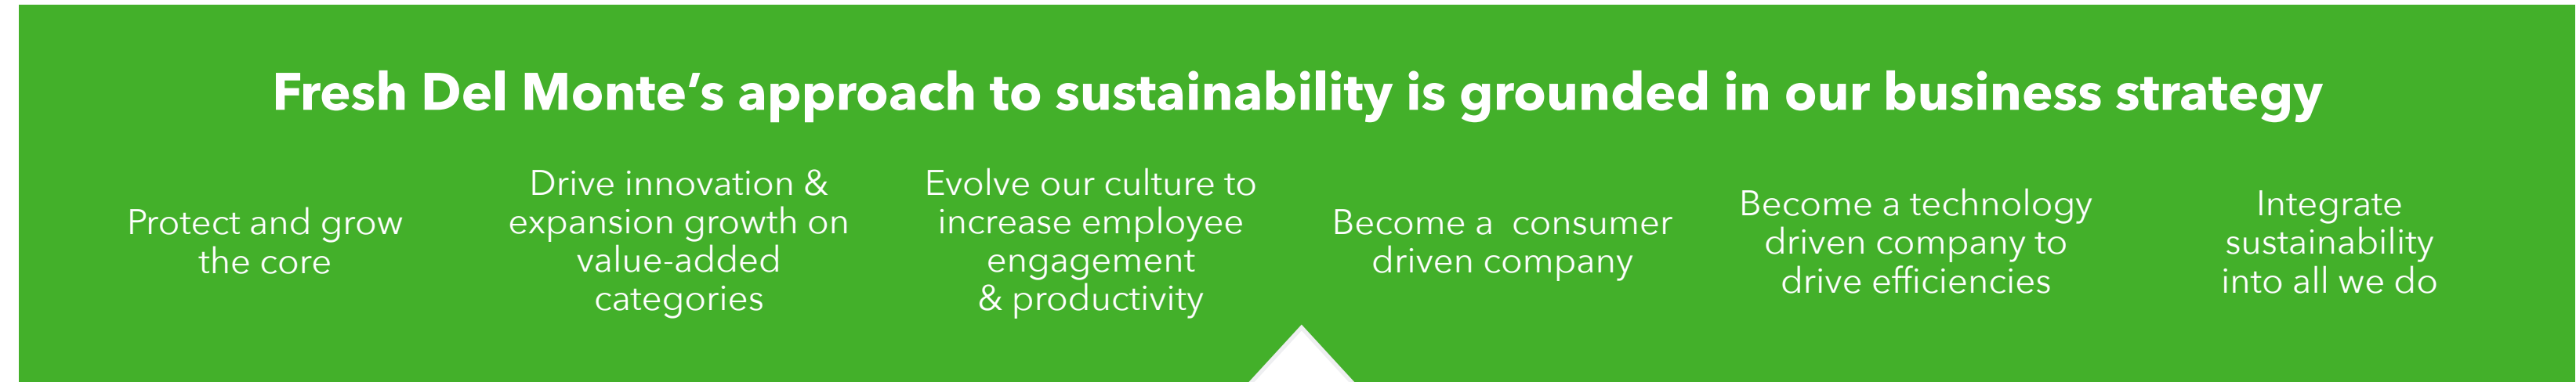 Fresh Del Monte’s approach to sustainability is grounded in our business strategy
Protect and grow
the core
Drive innovation &
expansion growth on
value-added
categories
Evolve our culture to
increase employee
engagement
& productivity
Become a  consumer
driven company
Become a technology
driven company to
drive efficiencies
Integrate
sustainability
into all we do